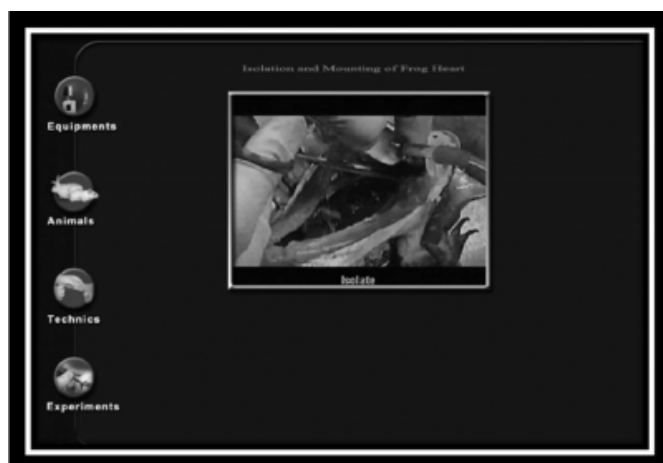 Isolation and Mounting of Frog Heart
Equipments
Animals
Isolate
Technics
Experiments